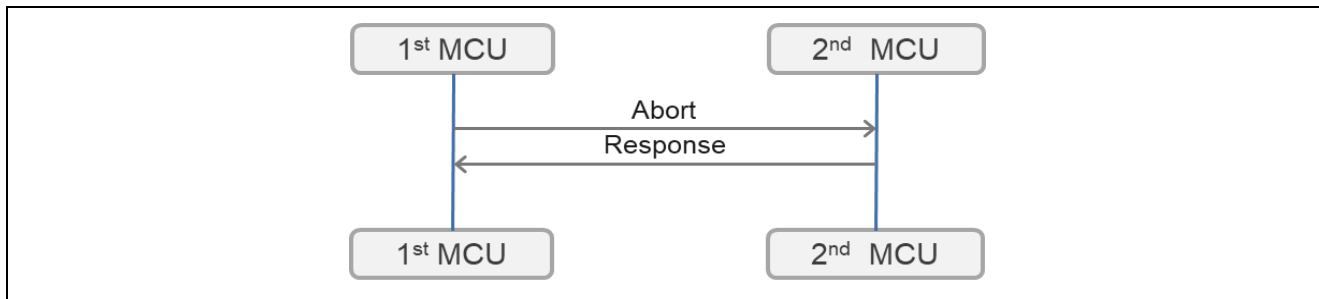 1st MCU
2nd MCU
Abort
Response
1st MCU
2nd MCU